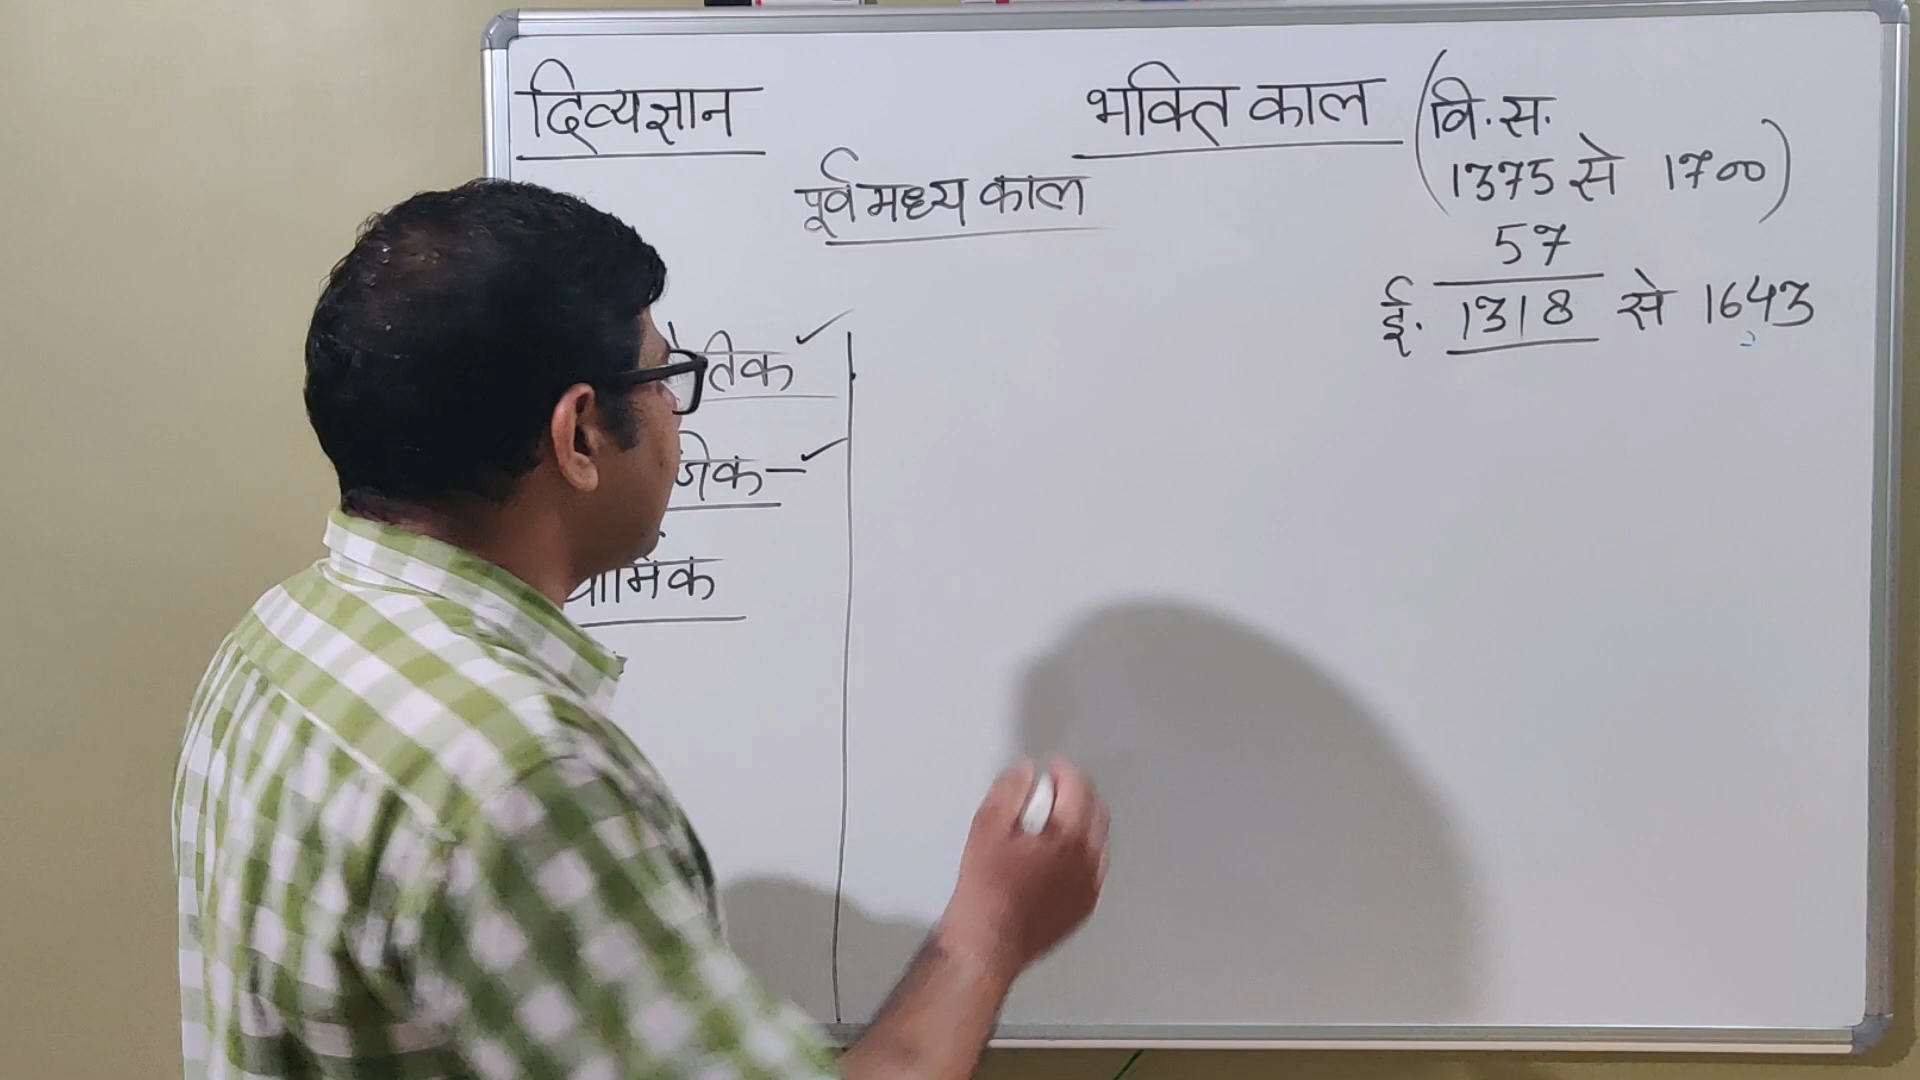 दिव्यज्ञान
भक्ति काल (वि.स.
1375 से 1700)
पूर्व मध्य काल
57
ई. 1318 से 1643
धार्मिक